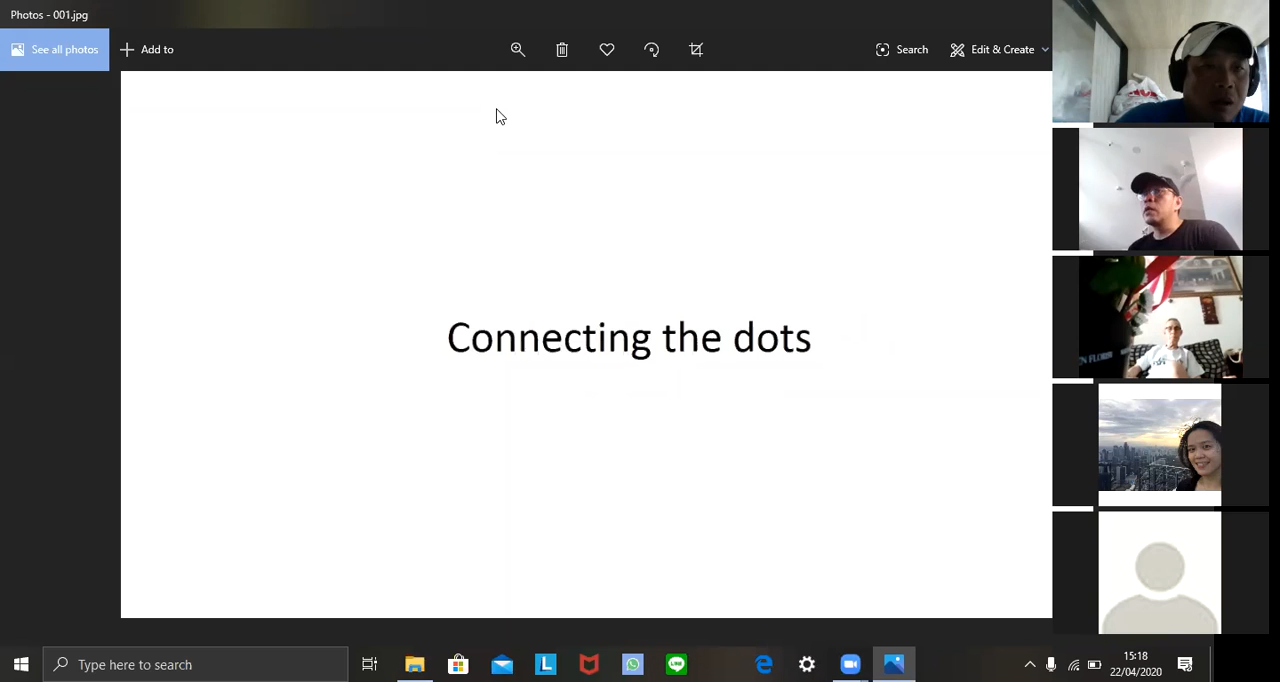 Photos - 001.jpg
See all photos
Add to
Search
Edit & Create
Connecting the dots
Type here to search
15:18
22/04/2020